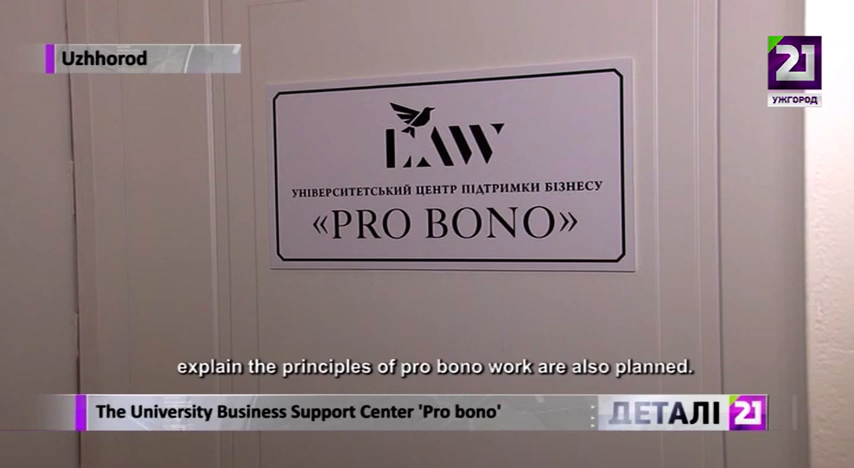 Uzhhorod
21
УЖГОРОД
LAW
УНІВЕРСИТЕТСЬКИЙ ЦЕНТР ПІДТРИМКИ БІЗНЕСУ
«PRO BONO»
explain the principles of pro bono work are also planned.
The University Business Support Center 'Pro bono'
ДЕТАЛІ 21